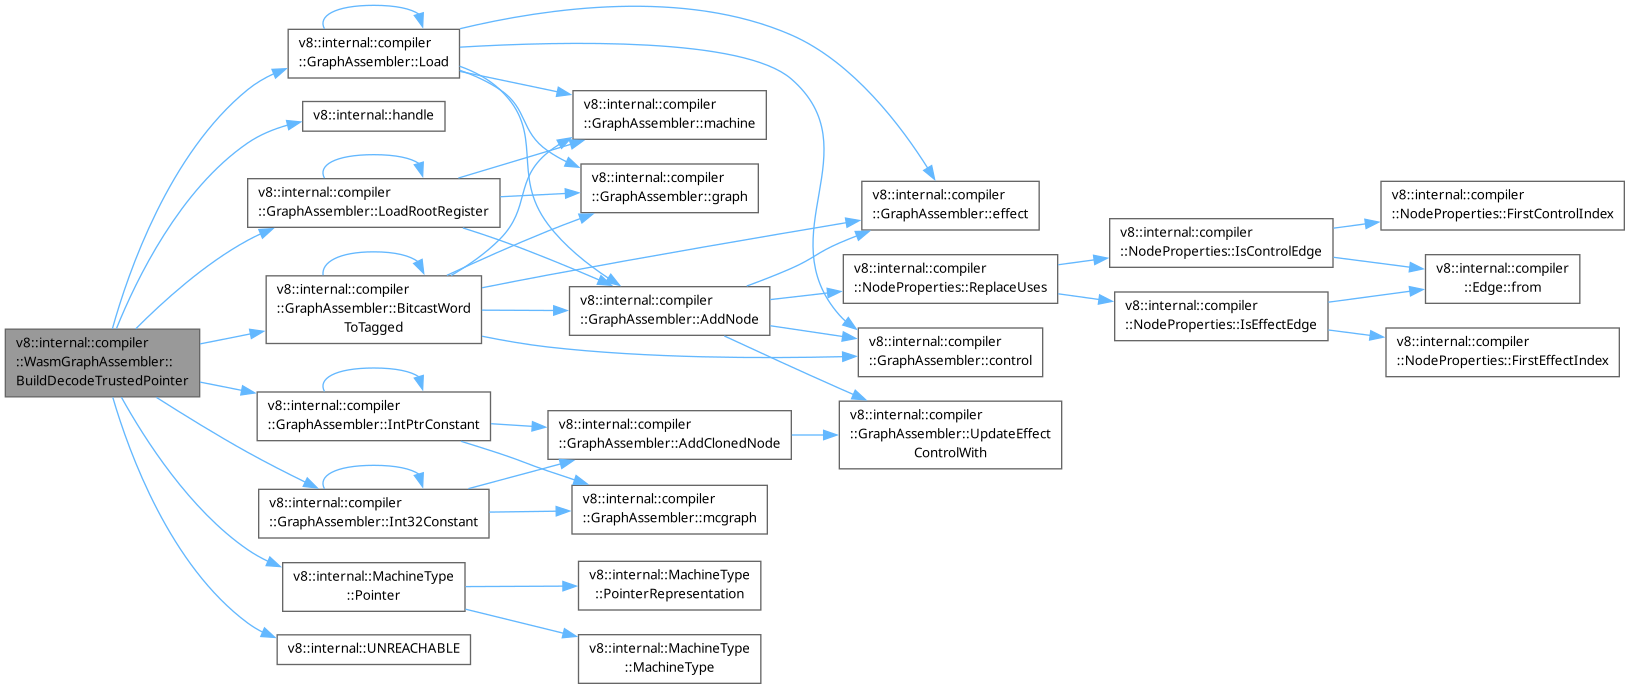 v8::internal::compiler
::WasmGraphAssembler::
BuildDecodeTrustedPointer
v8::internal::compiler
::GraphAssembler::Load
v8::internal::handle
v8::internal::compiler
::GraphAssembler::LoadRootRegister
v8::internal::compiler
::GraphAssembler::BitcastWord
ToTagged
v8::internal::compiler
::GraphAssembler::IntPtrConstant
v8::internal::compiler
::GraphAssembler::Int32Constant
v8::internal::MachineType
::Pointer
v8::internal::UNREACHABLE
v8::internal::compiler
::GraphAssembler::machine
v8::internal::compiler
::GraphAssembler::graph
v8::internal::compiler
::GraphAssembler::AddNode
v8::internal::compiler
::GraphAssembler::AddClonedNode
v8::internal::compiler
::GraphAssembler::mcgraph
v8::internal::MachineType
::PointerRepresentation
v8::internal::MachineType
::MachineType
v8::internal::compiler
::GraphAssembler::effect
v8::internal::compiler
::NodeProperties::ReplaceUses
v8::internal::compiler
::GraphAssembler::control
v8::internal::compiler
::GraphAssembler::UpdateEffect
ControlWith
v8::internal::compiler
::NodeProperties::IsControlEdge
v8::internal::compiler
::NodeProperties::IsEffectEdge
v8::internal::compiler
::NodeProperties::FirstControlIndex
v8::internal::compiler
::Edge::from
v8::internal::compiler
::NodeProperties::FirstEffectIndex